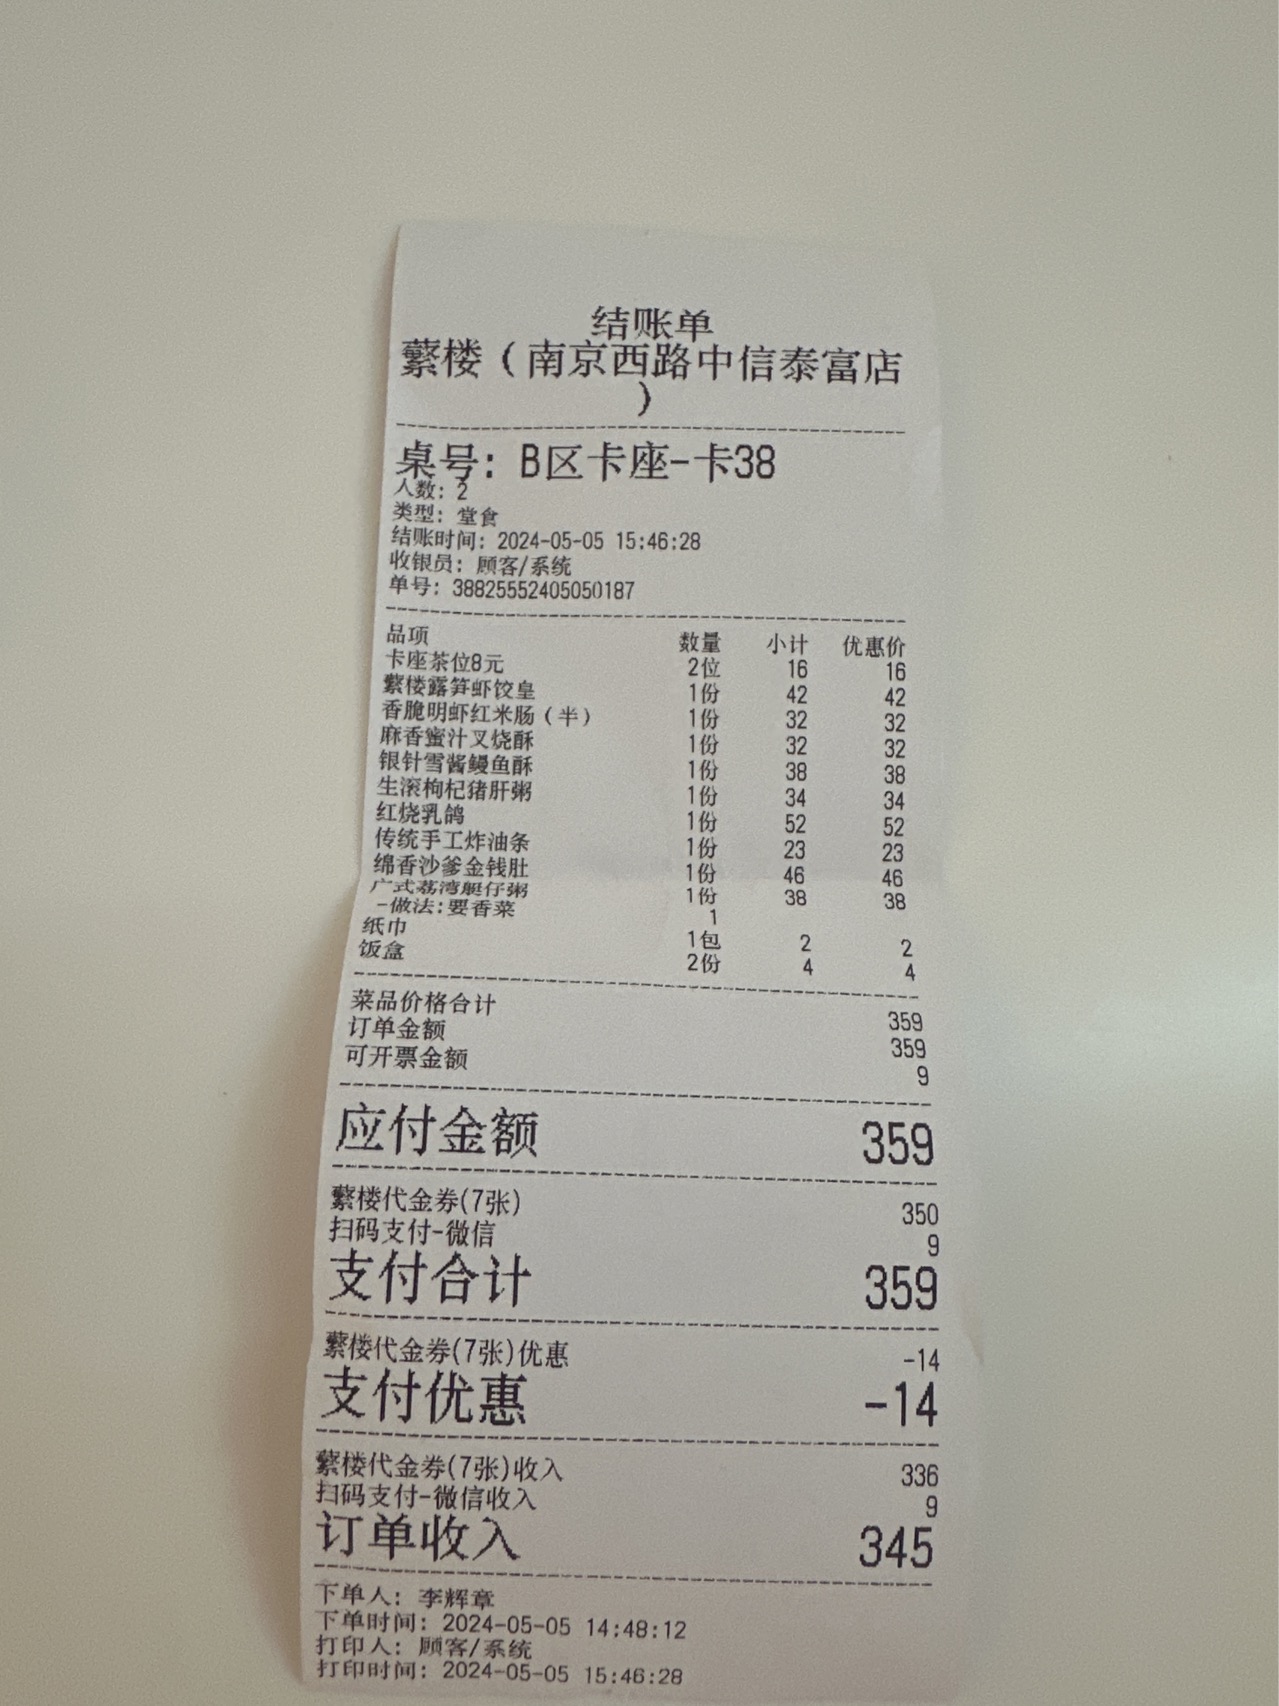 结账单
蘩楼（南京西路中信泰富店
）
桌号: B区卡座-卡38
人数: 2
类型: 堂食
结账时间: 2024-05-05 15:46:28
收银员: 顾客/系统
单号: 38825552405050187
品项 数量 小计 优惠价
卡座茶位8元 2位 16 16
蘩楼露笋虾饺皇 1份 42 42
香脆明虾红米肠（半） 1份 32 32
麻香蜜汁叉烧酥 1份 32 32
银针雪酱鳗鱼酥 1份 38 38
生滚枸杞猪肝粥 1份 34 34
红烧乳鸽 1份 52 52
传统手工炸油条 1份 23 23
绵香沙爹金钱肚 1份 46 46
广式荔湾艇仔粥 1份 38 38
-做法:要香菜 1
纸巾 1包 2 2
饭盒 2份 4 4
菜品价格合计 359
订单金额 359
可开票金额 9
应付金额 359
蘩楼代金券(7张) 350
扫码支付-微信 9
支付合计 359
蘩楼代金券(7张)优惠 -14
支付优惠 -14
蘩楼代金券(7张)收入 336
扫码支付-微信收入 9
订单收入 345
下单人: 李辉章
下单时间: 2024-05-05 14:48:12
打印人: 顾客/系统
打印时间: 2024-05-05 15:46:28